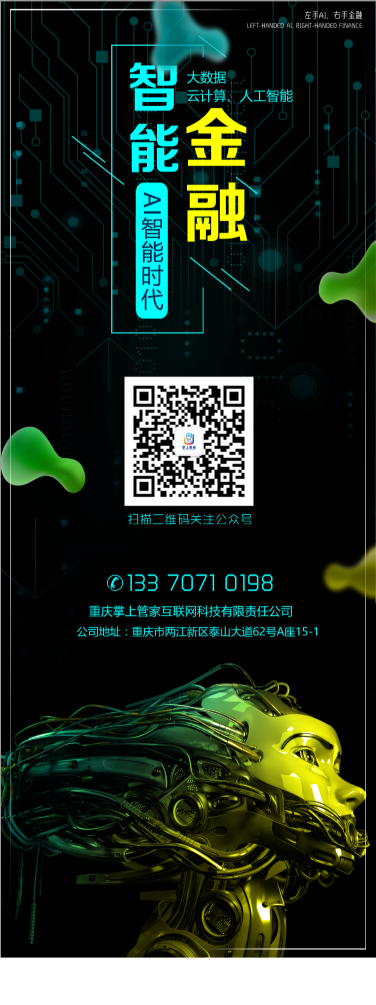 左手AI，右手金融
LEFT-HANDED AI, RIGHT-HANDED FINANCE
智能
大数据
云计算、人工智能
金融
AI智能时代
扫描二维码关注公众号
133 7071 0198
重庆掌上管家互联网科技有限责任公司
公司地址：重庆市两江新区泰山大道62号A座15-1